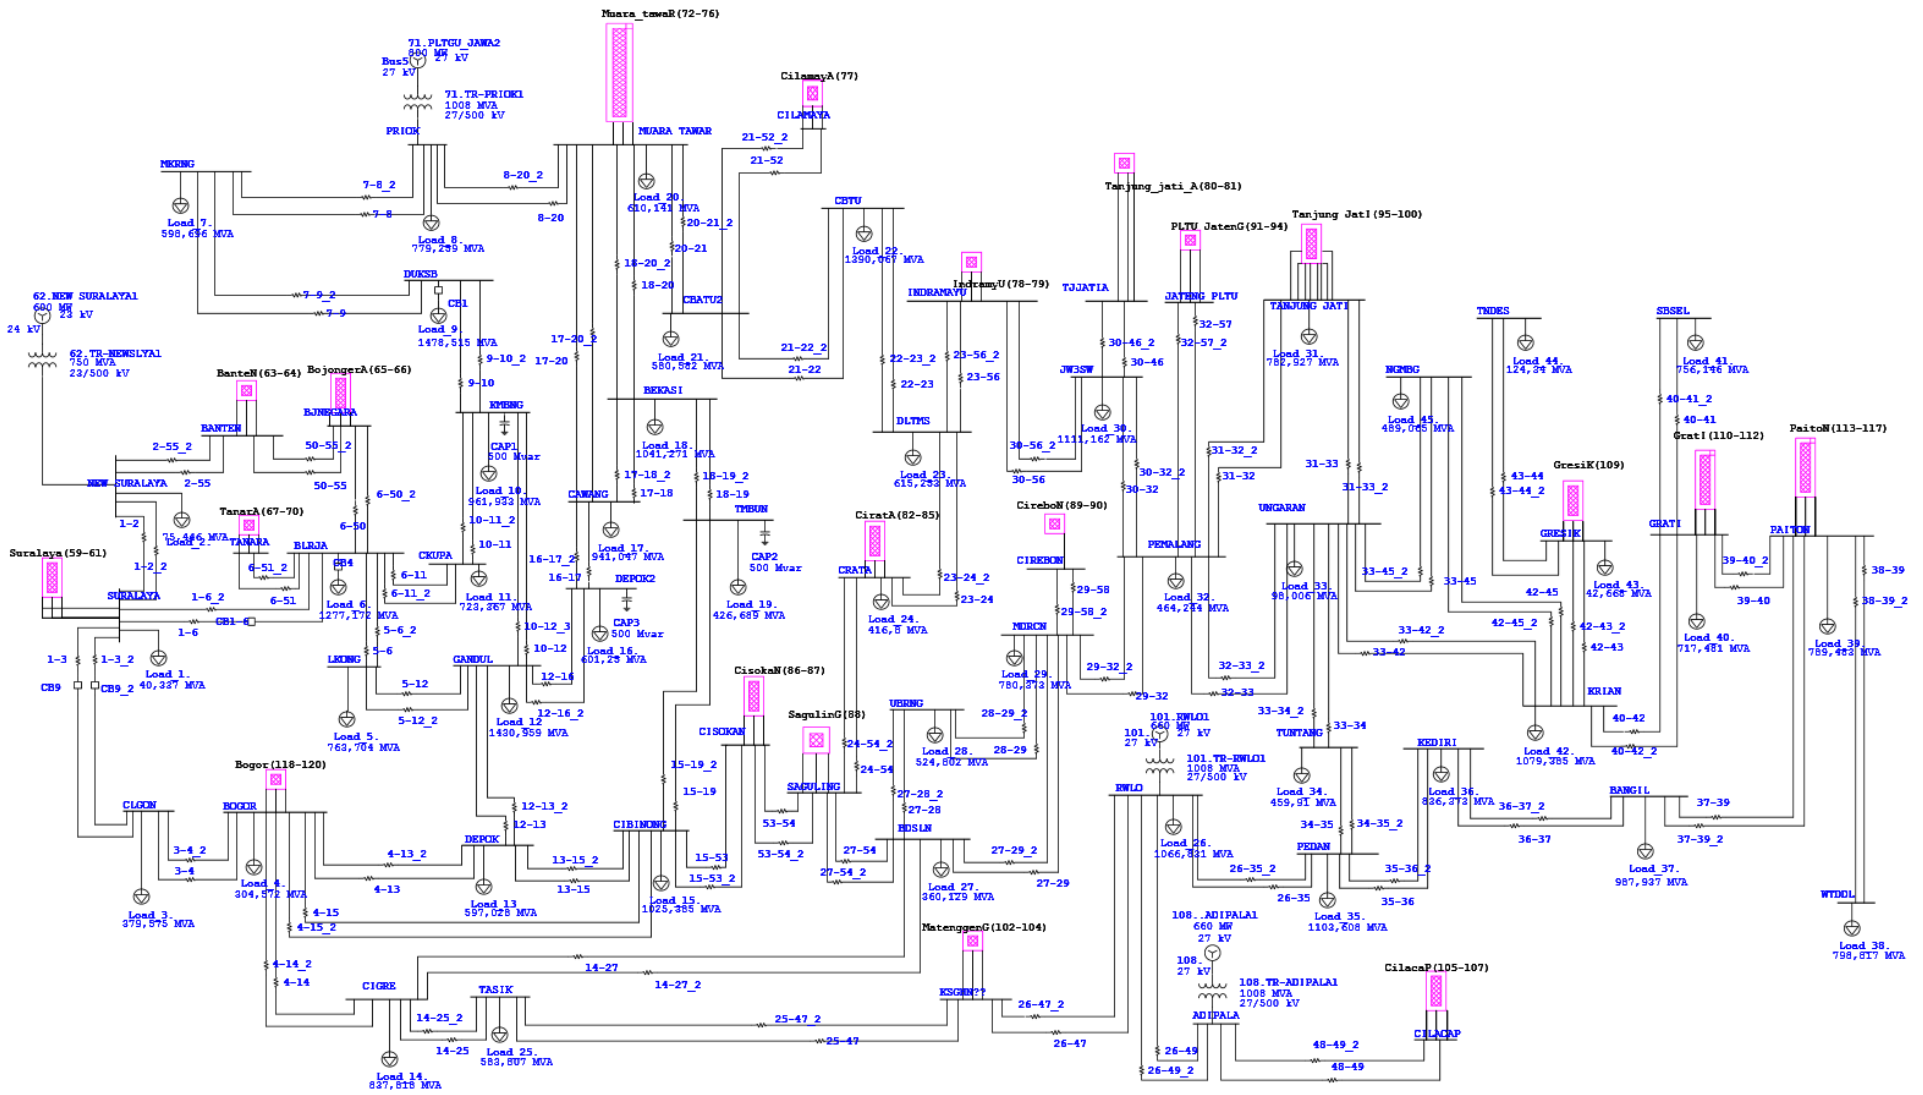 Muara_tawaR(72-76)
71.PLTGU_JAWA2
800 MW
27 kV
Bus5
27 kV
71.TR-PRIOK1
1008 MVA
27/500 kV
PRIOK
MUARA TAWAR
CilamayA(77)
CILAMAYA
21-52_2
21-52
MKRNG
7-8_2
7-8
8-20_2
8-20
Load 7.
598,696 MVA
Load 8.
779,289 MVA
Load 20.
610,141 MVA
20-21_2
20-21
18-20_2
18-20
CBTU
Load 22.
1390,067 MVA
Tanjung_jati_A(80-81)
PLTU JatenG(91-94)
Tanjung JatI(95-100)
DUKSB
CB1
7-9_2
7-9
Load 9.
1478,515 MVA
9-10_2
9-10
17-20_2
17-20
CBATU2
Load 21.
580,582 MVA
21-22_2
21-22
22-23_2
22-23
INDRAMAYU
IndramyU(78-79)
23-56_2
23-56
TJJATIA
30-46_2
30-46
JATENG PLTU
32-57
32-57_2
TANJUNG JATI
Load 31.
782,927 MVA
TNDES
Load 44.
124,34 MVA
SBSEL
Load 41.
756,146 MVA
62.NEW SURALAYA1
600 MW
23 kV
24 kV
62.TR-NEWSLYA1
750 MVA
23/500 kV
BanteN(63-64)
BojongerA(65-66)
BANTEN
BJNEGARA
2-55_2
2-55
50-55_2
50-55
KMBNG
CAP1
500 Mvar
Load 10.
961,933 MVA
BEKASI
Load 18.
1041,271 MVA
DLTMS
Load 23.
615,233 MVA
JW3SW
Load 30.
1111,162 MVA
30-56_2
30-56
30-32_2
30-32
31-32_2
31-32
31-33
31-33_2
NGMBG
Load 45.
489,065 MVA
40-41_2
40-41
GratI(110-112)
PaitoN(113-117)
NEW SURALAYA
1-2
1-2_2
75,446 MVA
Load 2.
TanarA(67-70)
TANARA
6-50_2
6-50
BLRJA
CB4
6-51_2
6-51
6-11
6-11_2
CKUPA
10-11_2
10-11
Load 11.
723,367 MVA
CAWANG
17-18_2
17-18
Load 17.
941,047 MVA
16-17_2
16-17
18-19_2
18-19
TMBUN
CAP2
500 Mvar
Load 19.
426,689 MVA
CiratA(82-85)
CRATA
Load 24.
416,8 MVA
23-24_2
23-24
CireboN(89-90)
CIREBON
29-58
29-58_2
PEMALANG
Load 32.
464,244 MVA
UNGARAN
Load 33.
98,006 MVA
33-45_2
33-45
43-44
43-44_2
GresiK(109)
GRESIK
Load 43.
42,668 MVA
42-45
42-45_2
42-43_2
42-43
GRATI
PAITON
39-40_2
39-40
Load 40.
717,481 MVA
Load 39.
789,483 MVA
38-39
38-39_2
Suralaya(59-61)
SURALAYA
1-6_2
1-6
CB1-6
Load 6.
1277,172 MVA
5-6_2
5-6
1-3
1-3_2
CB9
CB9_2
Load 1.
40,337 MVA
LKONG
5-12
5-12_2
Load 5.
763,704 MVA
GANDUL
10-12_3
10-12
12-16
12-16_2
Load 12
1430,959 MVA
DEPOK2
CAP3
500 Mvar
Load 16.
601,23 MVA
CisokaN(86-87)
CISOKAN
SagulinG(88)
SAGULING
24-54_2
24-54
MDRCN
Load 29.
780,373 MVA
29-32_2
29-32
UBRNG
Load 28.
524,802 MVA
28-29_2
28-29
32-33_2
32-33
33-42_2
33-42
33-34_2
33-34
KRIAN
Load 42.
1079,385 MVA
40-42
40-42_2
101.RWLO1
660 MW
27 kV
101.
27 kV
101.TR-RWLO1
1008 MVA
27/500 kV
RWLO
TUNTANG
Load 34.
459,91 MVA
34-35
34-35_2
KEDIRI
Load 36.
836,373 MVA
36-37_2
36-37
BANGIL
Load 37.
987,937 MVA
37-39
37-39_2
Bogor(118-120)
CLGON
BOGOR
3-4_2
3-4
Load 3.
379,575 MVA
Load 4.
304,572 MVA
4-13_2
4-13
4-15
4-15_2
4-14_2
4-14
12-13_2
12-13
DEPOK
Load 13
597,028 MVA
13-15_2
13-15
CIBINONG
15-19_2
15-19
15-53
15-53_2
Load 15.
1025,385 MVA
53-54
53-54_2
27-54
27-54_2
27-28_2
27-28
BDSLN
27-29_2
27-29
Load 27.
360,129 MVA
Load 26.
1066,831 MVA
26-35_2
26-35
PEDAN
35-36_2
35-36
Load 35.
1103,608 MVA
WTDOL
Load 38.
798,817 MVA
14-27
14-27_2
MatenggenG(102-104)
KSGHN??
26-47_2
26-47
108..ADIPALA1
660 MW
27 kV
108.
27 kV
108.TR-ADIPALA1
1008 MVA
27/500 kV
ADIPALA
CilacaP(105-107)
CILACAP
CIGRE
TASIK
14-25_2
14-25
Load 14.
837,818 MVA
Load 25.
583,807 MVA
25-47_2
25-47
26-49
26-49_2
48-49_2
48-49